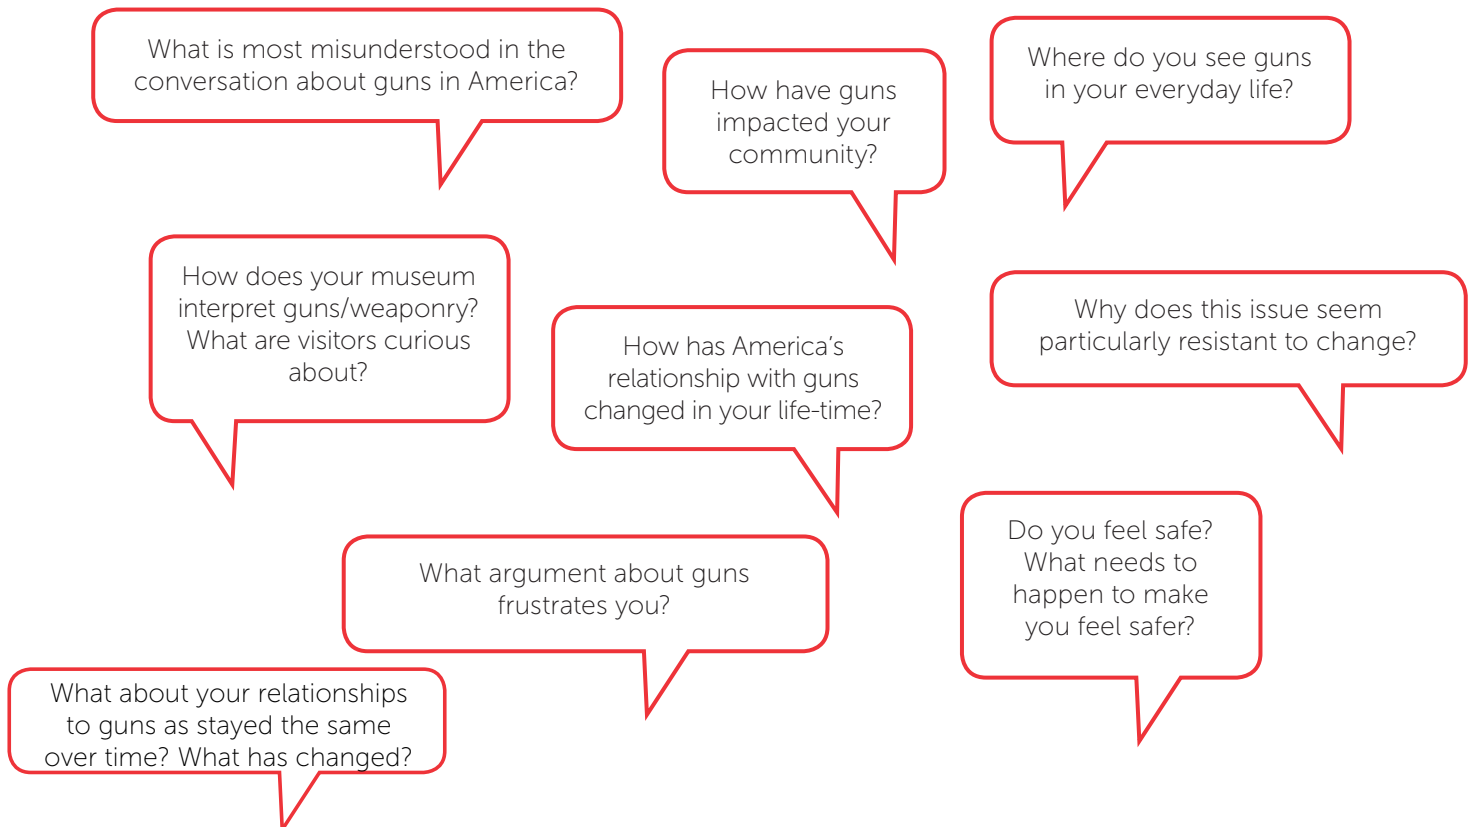 What is most misunderstood in the
conversation about guns in America?
How have guns
impacted your
community?
Where do you see guns
in your everyday life?
How does your museum
interpret guns/weaponry?
What are visitors curious
about?
How has America's
relationship with guns
changed in your life-time?
Why does this issue seem
particularly resistant to change?
What argument about guns
frustrates you?
Do you feel safe?
What needs to
happen to make
you feel safer?
What about your relationships
to guns as stayed the same
over time? What has changed?